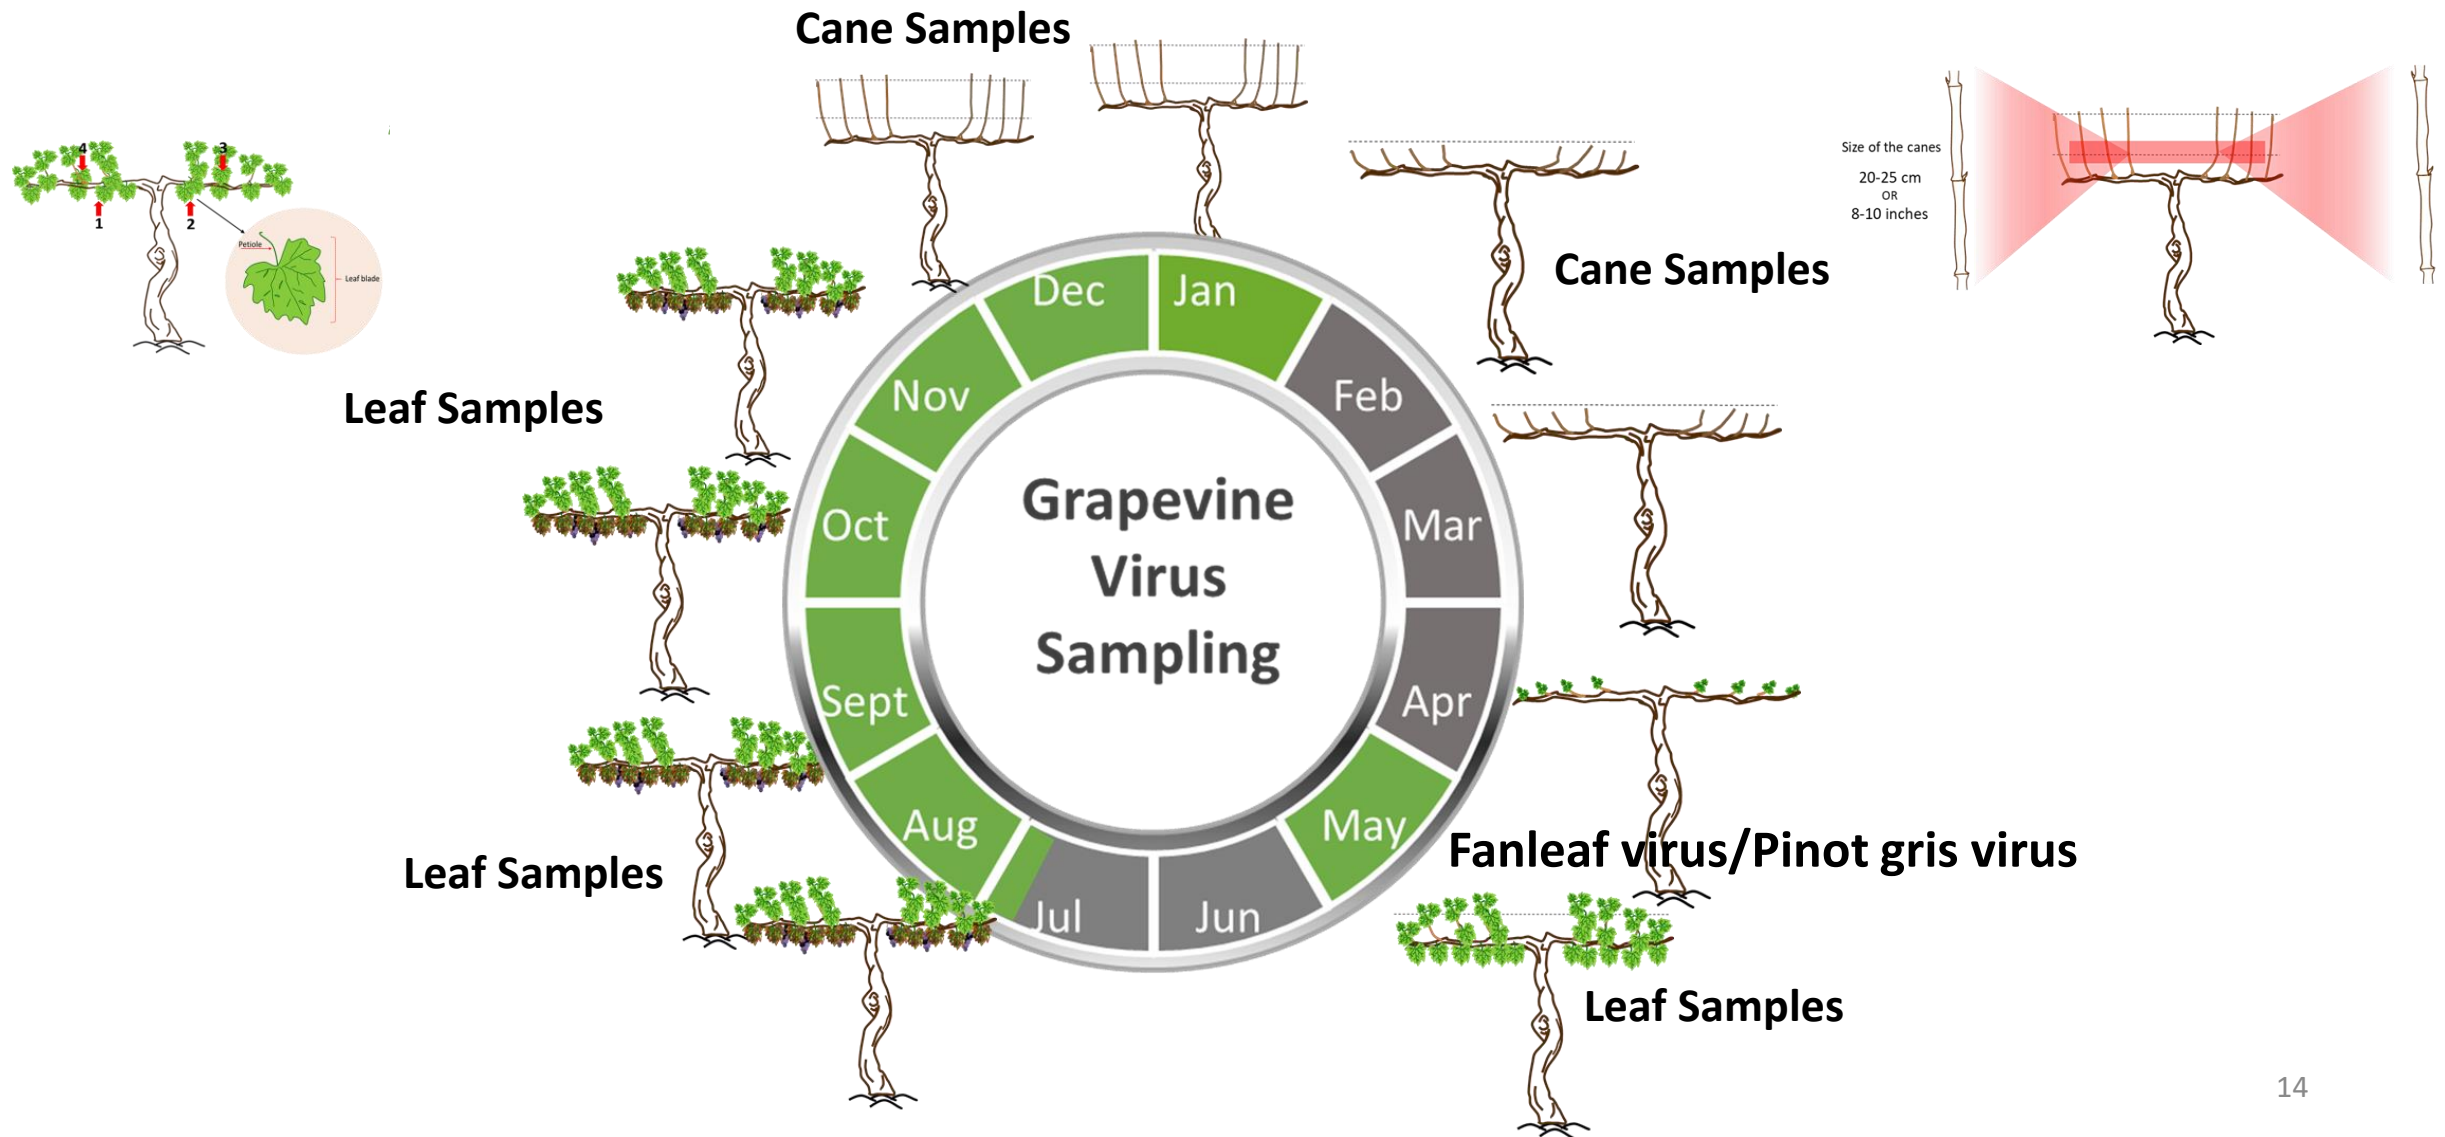 Cane Samples
4
3
1
2
Petiole
Leaf blade
Size of the canes
20-25 cm
OR
8-10 inches
Cane Samples
Leaf Samples
Dec
Jan
Nov
Feb
Oct
Mar
Sept
Apr
Aug
May
Jul
Jun
Grapevine
Virus
Sampling
Leaf Samples
Fanleaf virus/Pinot gris virus
Leaf Samples
14